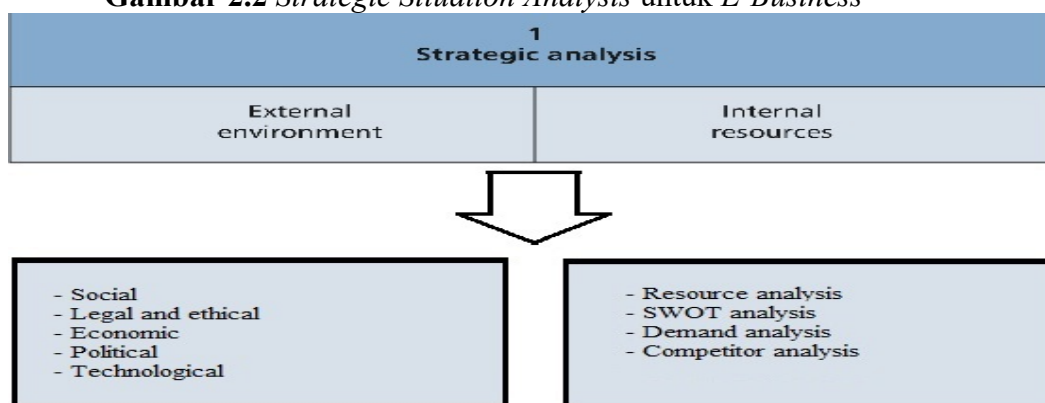 Gambar 2.2 Strategic Situation Analysis untuk E-Business
1
Strategic analysis
External
environment
Internal
resources
- Social
- Legal and ethical
- Economic
- Political
- Technological
- Resource analysis
- SWOT analysis
- Demand analysis
- Competitor analysis